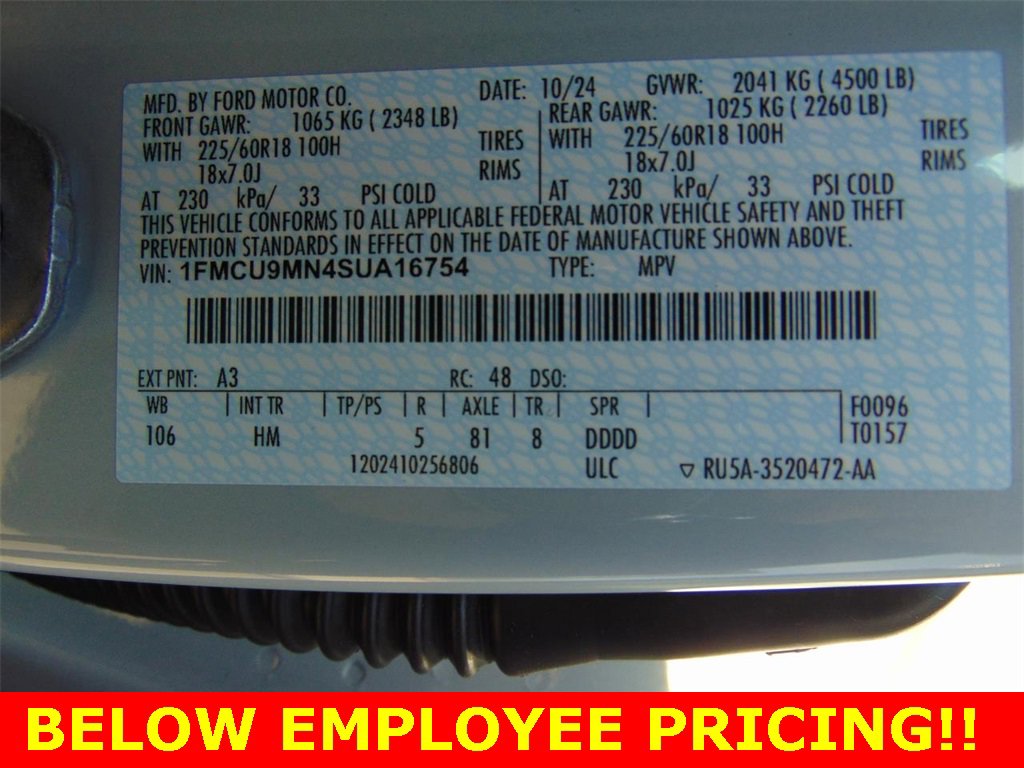 MFD. BY FORD MOTOR CO. DATE: 10/24 GVWR: 2041 KG ( 4500 LB)
FRONT GAWR: 1065 KG ( 2348 LB) REAR GAWR: 1025 KG ( 2260 LB)
WITH 225/60R18 100H TIRES WITH 225/60R18 100H TIRES
18x7.0J RIMS 18x7.0J RIMS
AT 230 kPa/ 33 PSI COLD AT 230 kPa/ 33 PSI COLD
THIS VEHICLE CONFORMS TO ALL APPLICABLE FEDERAL MOTOR VEHICLE SAFETY AND THEFT
PREVENTION STANDARDS IN EFFECT ON THE DATE OF MANUFACTURE SHOWN ABOVE.
VIN: 1FMCU9MN4SUA16754 TYPE: MPV
EXT PNT: A3 RC: 48 DSO:
WB INT TR TP/PS R AXLE TR SPR F0096
106 HM 5 81 8 DDDD T0157
1202410256806 ULC ▽ RU5A-3520472-AA
BELOW EMPLOYEE PRICING!!